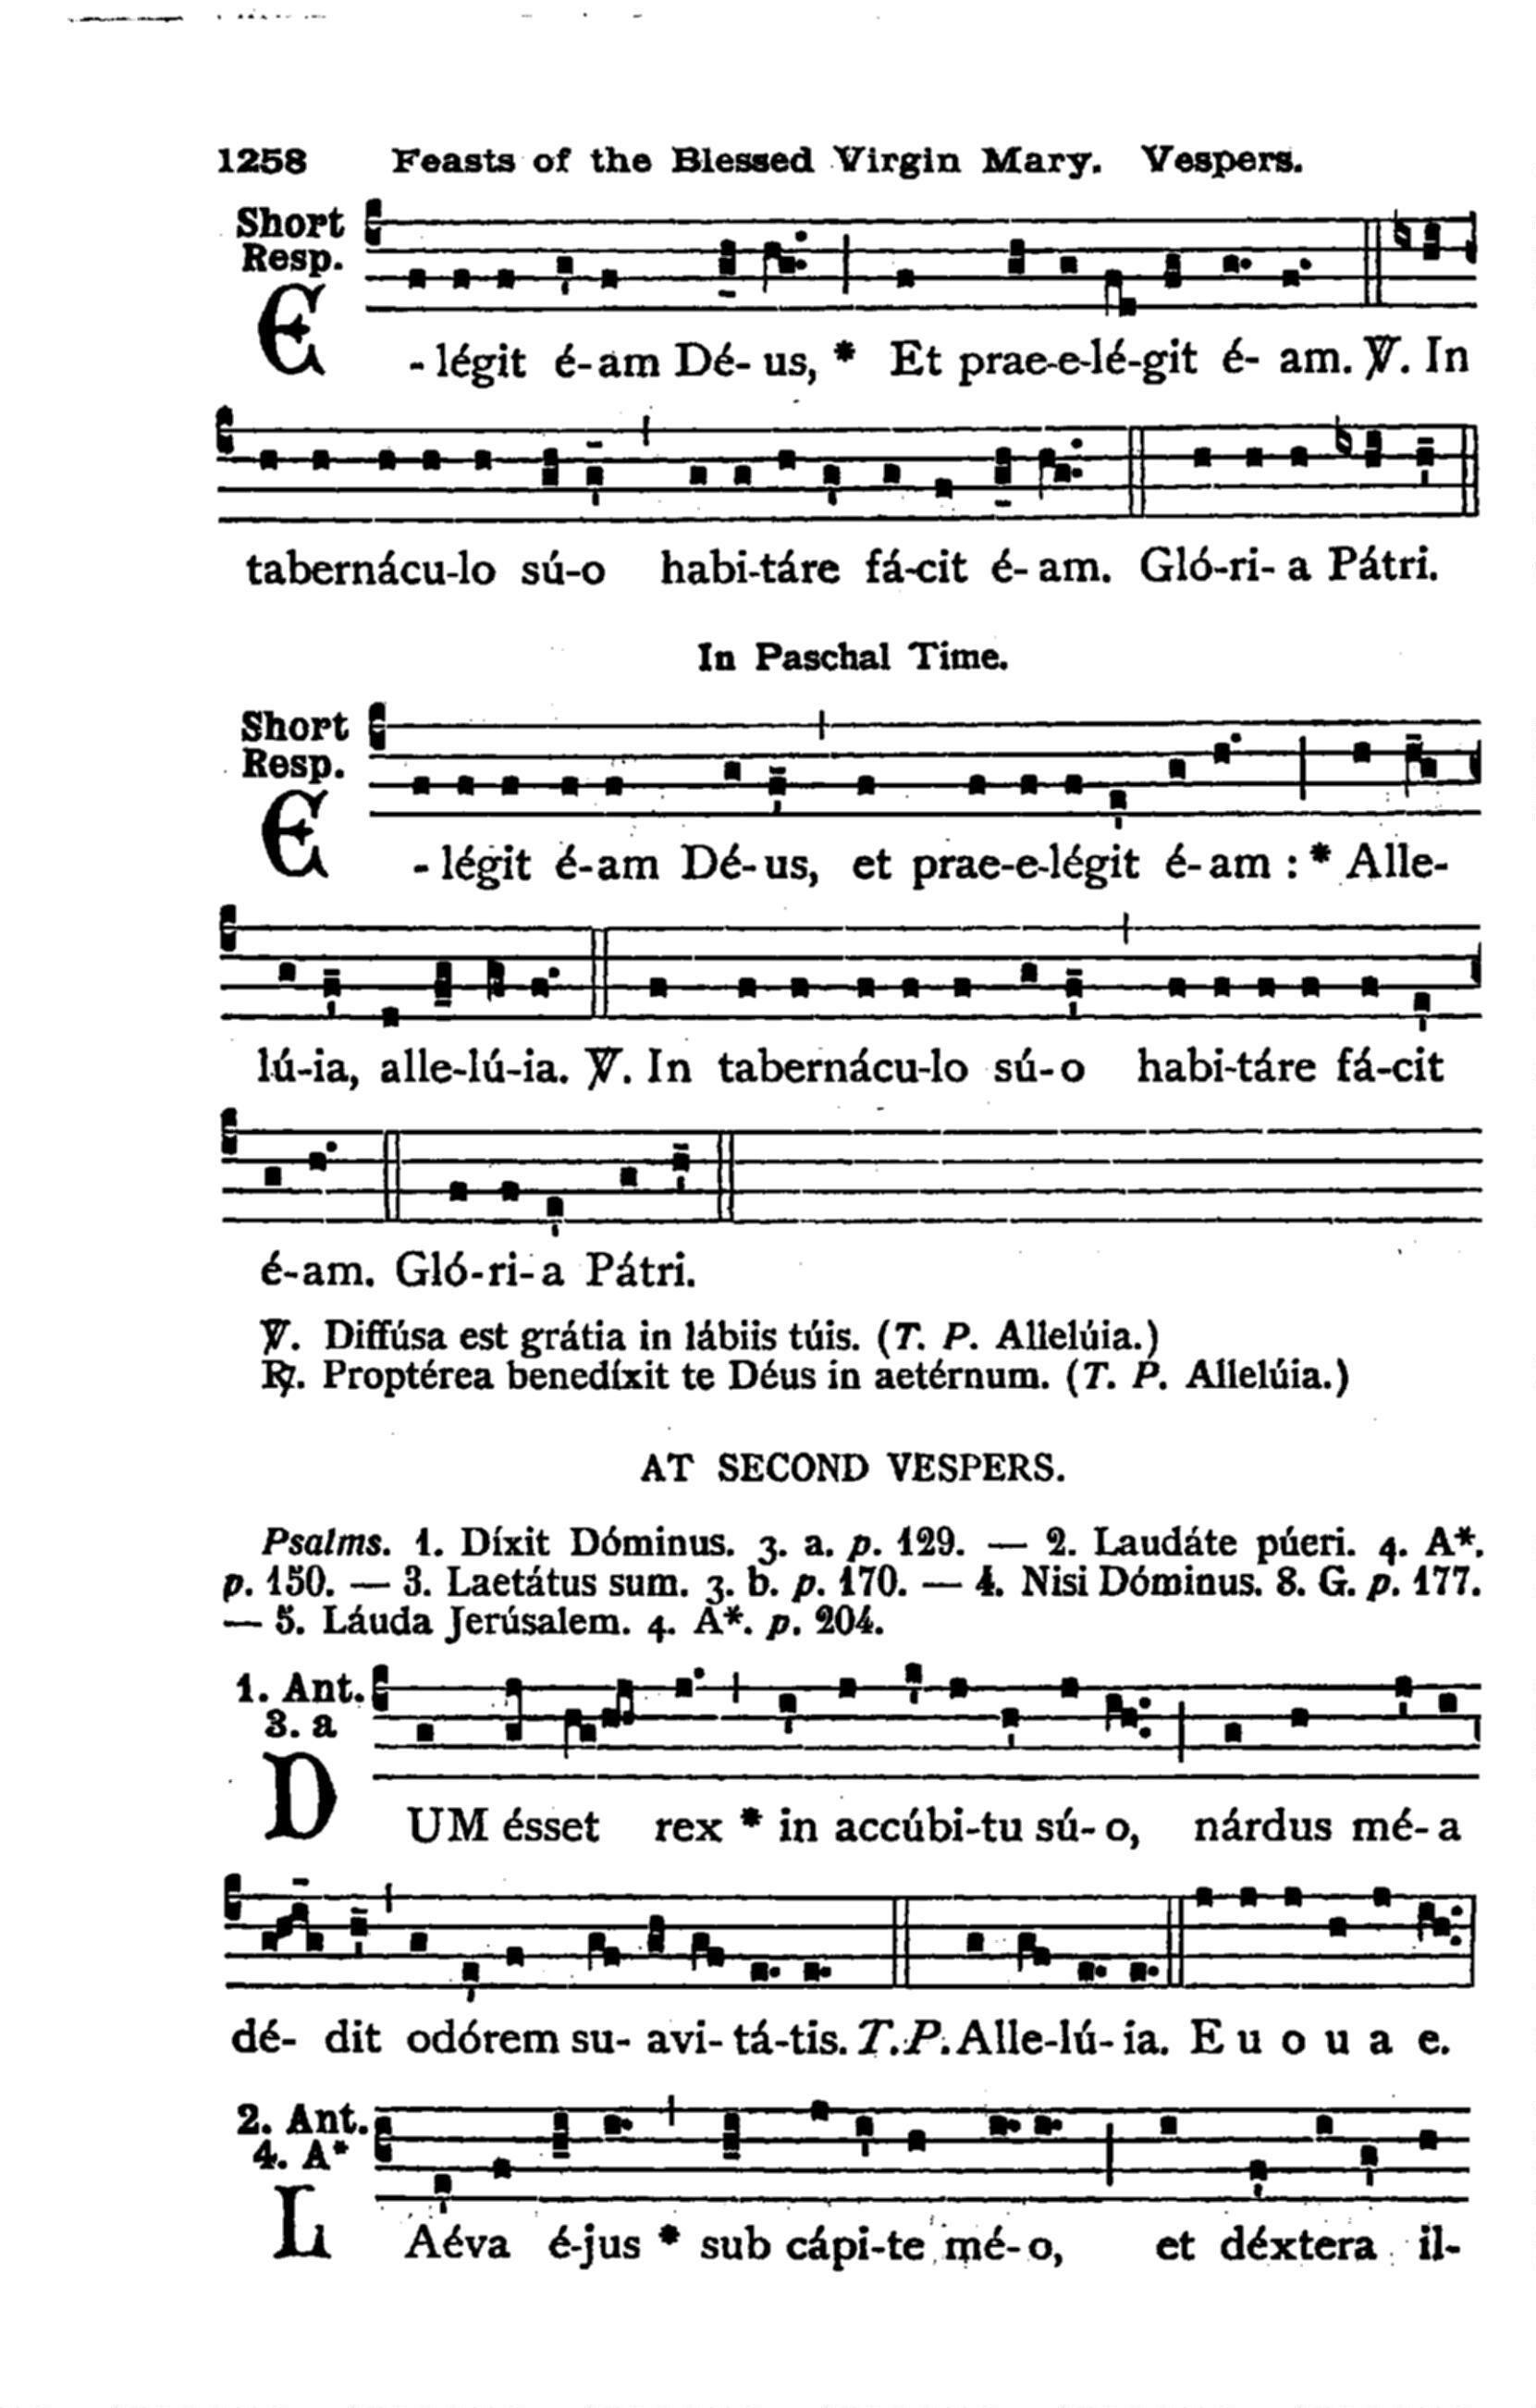 1258 Feasts of the Blessed Virgin Mary. Vespers.
Short
Resp.
E-légit é-am Dé-us, * Et prae-e-lé-git é- am. ℣. In
tabernácu-lo sú-o habi-táre fá-cit é-am. Gló-ri-a Pátri.
In Paschal Time.
Short
Resp.
E-légit é-am Dé-us, et prae-e-légit é-am : * Alle-
lú-ia, alle-lú-ia. ℣. In tabernácu-lo sú-o habi-táre fá-cit
é-am. Gló-ri-a Pátri.
℣. Diffúsa est grátia in lábiis túis. (T. P. Allelúia.)
℟. Proptérea benedíxit te Déus in aetérnum. (T. P. Allelúia.)
AT SECOND VESPERS.
Psalms. 1. Díxit Dóminus. 3. a. p. 129. — 2. Laudáte púeri. 4. A*.
p. 150. — 3. Laetátus sum. 3. b. p. 170. — 4. Nisi Dóminus. 8. G. p. 177.
— 5. Láuda Jerúsalem. 4. A*. p. 204.
1. Ant.
3. a
DUM ésset rex * in accúbi-tu sú-o, nárdus mé-a
dé- dit odórem su- avi-tá-tis. T.P. Alle-lú-ia. E u o u a e.
2. Ant.
4. A*
LAéva é-jus * sub cápi-te mé-o, et déxtera il-